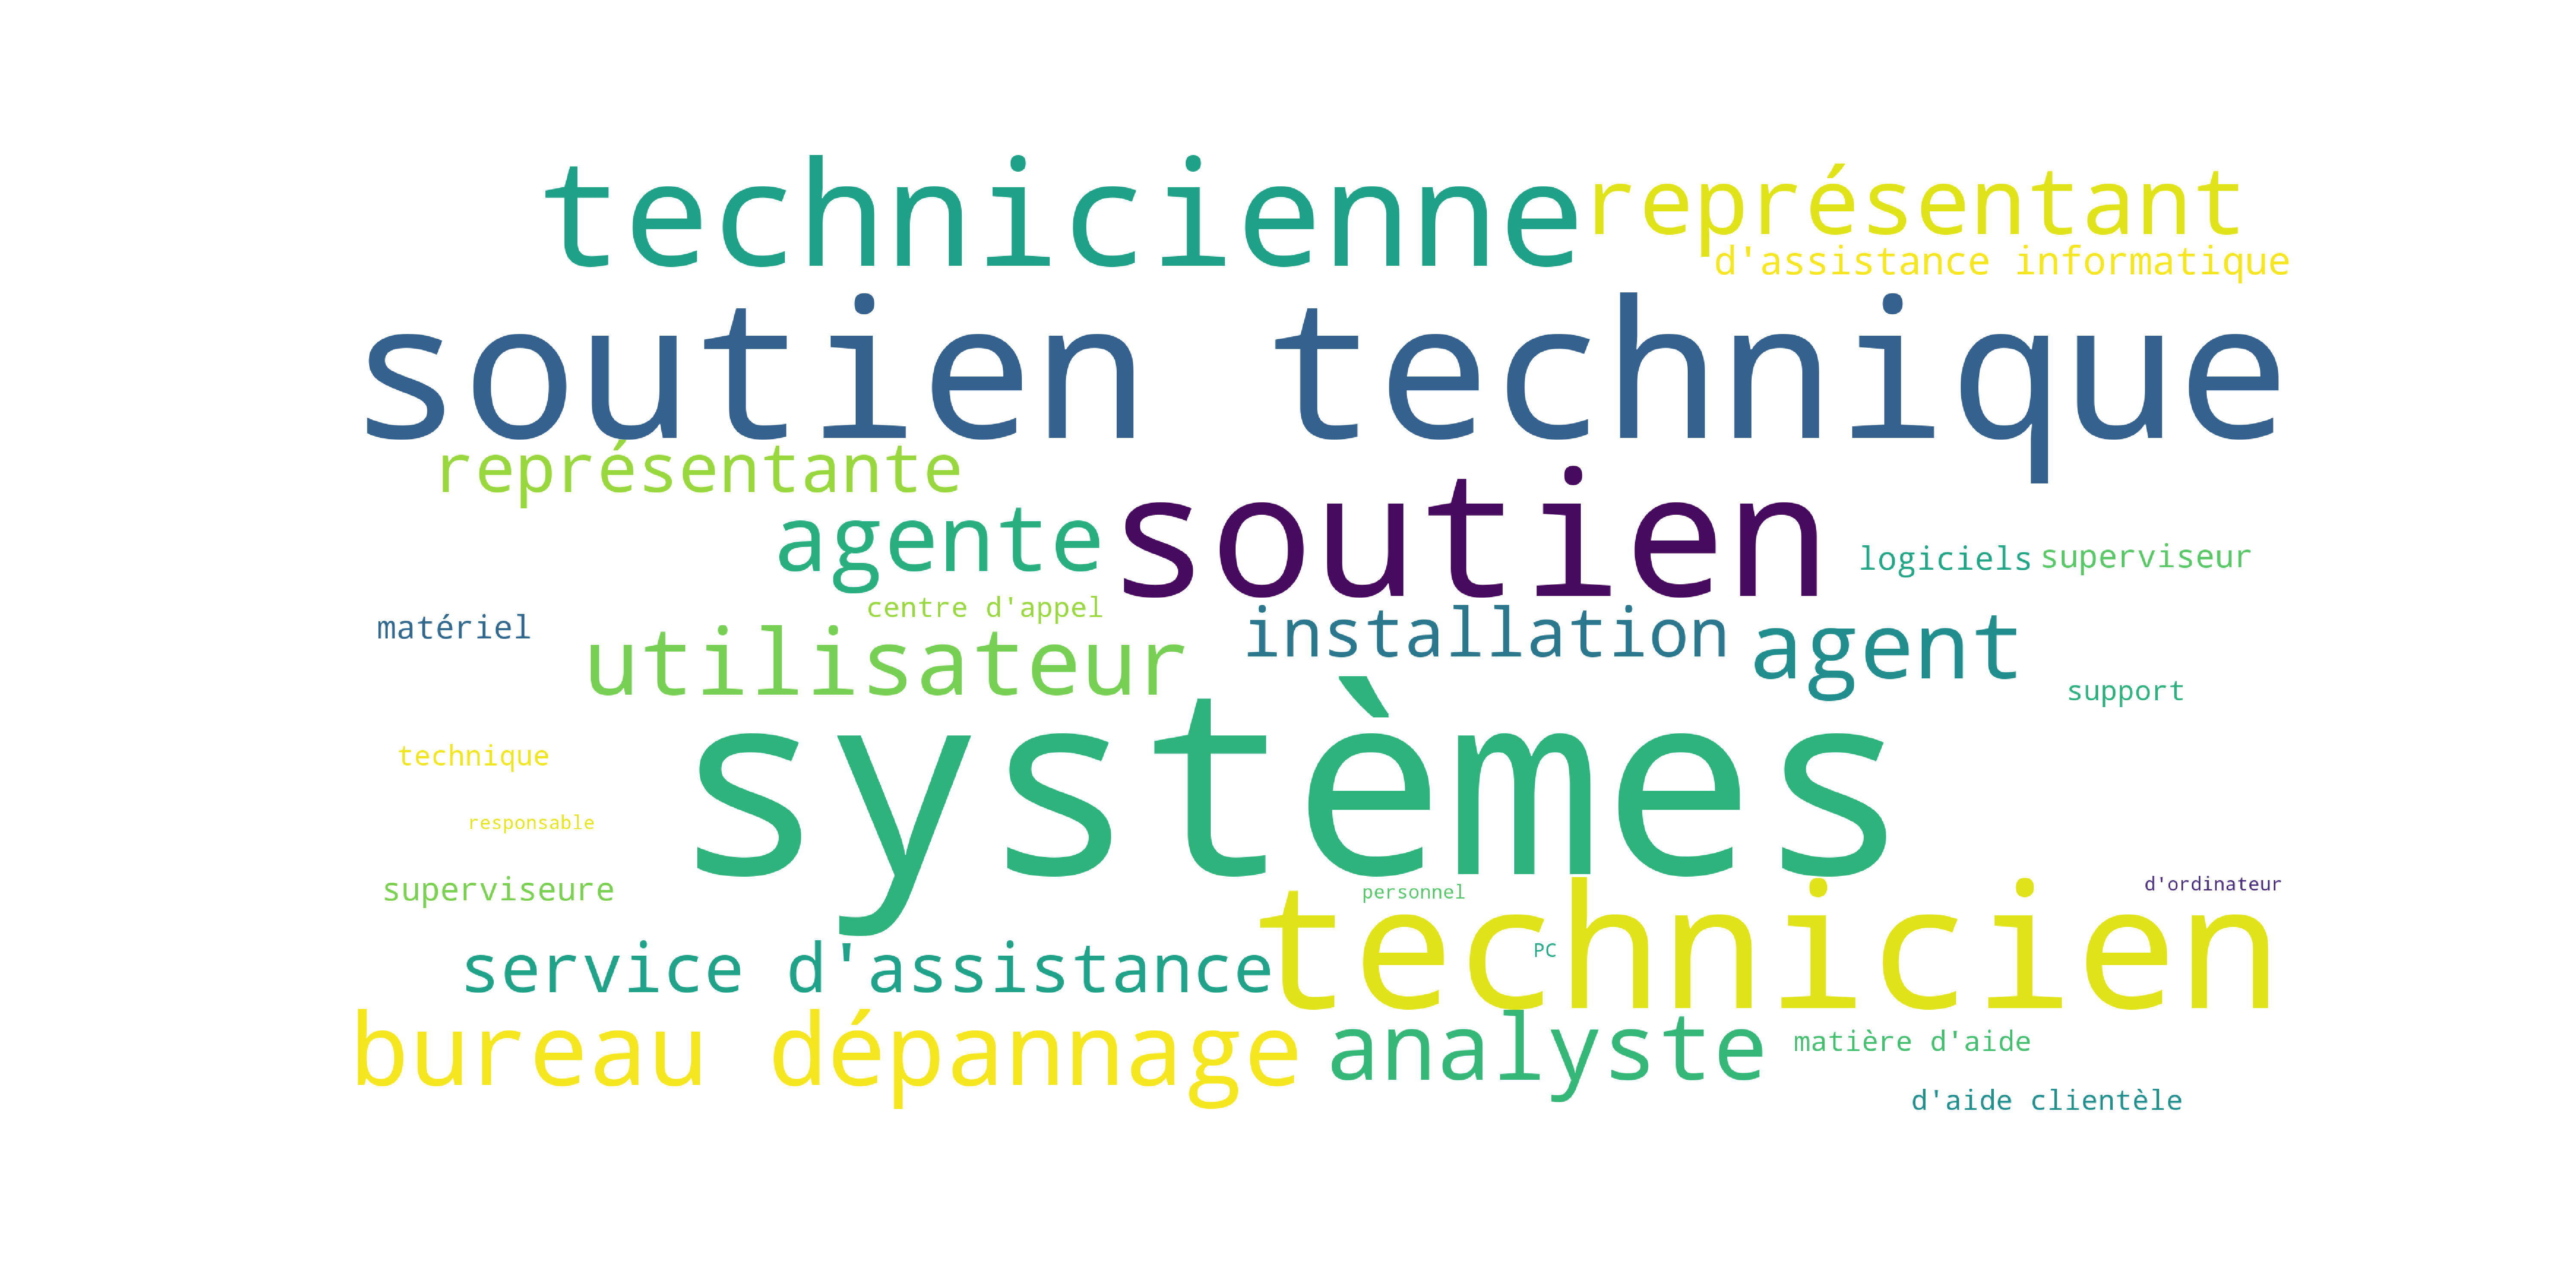 technicienne
représentant
d'assistance informatique
soutien technique
représentante
soutien
agente
logiciels
superviseur
centre d'appel
matériel
installation
agent
utilisateur
support
systèmes
technique
responsable
superviseure
personnel
d'ordinateur
technicien
PC
service d'assistance
bureau dépannage
analyste
matière d'aide
d'aide clientèle